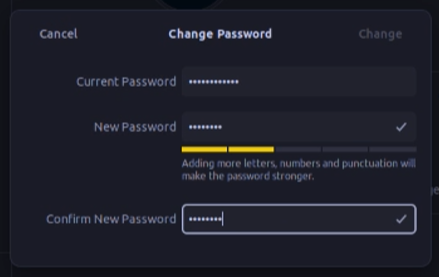 Cancel
Change Password
Change
Current Password ••••••••••••
New Password ••••••••
Adding more letters, numbers and punctuation will
make the password stronger.
Confirm New Password ••••••••